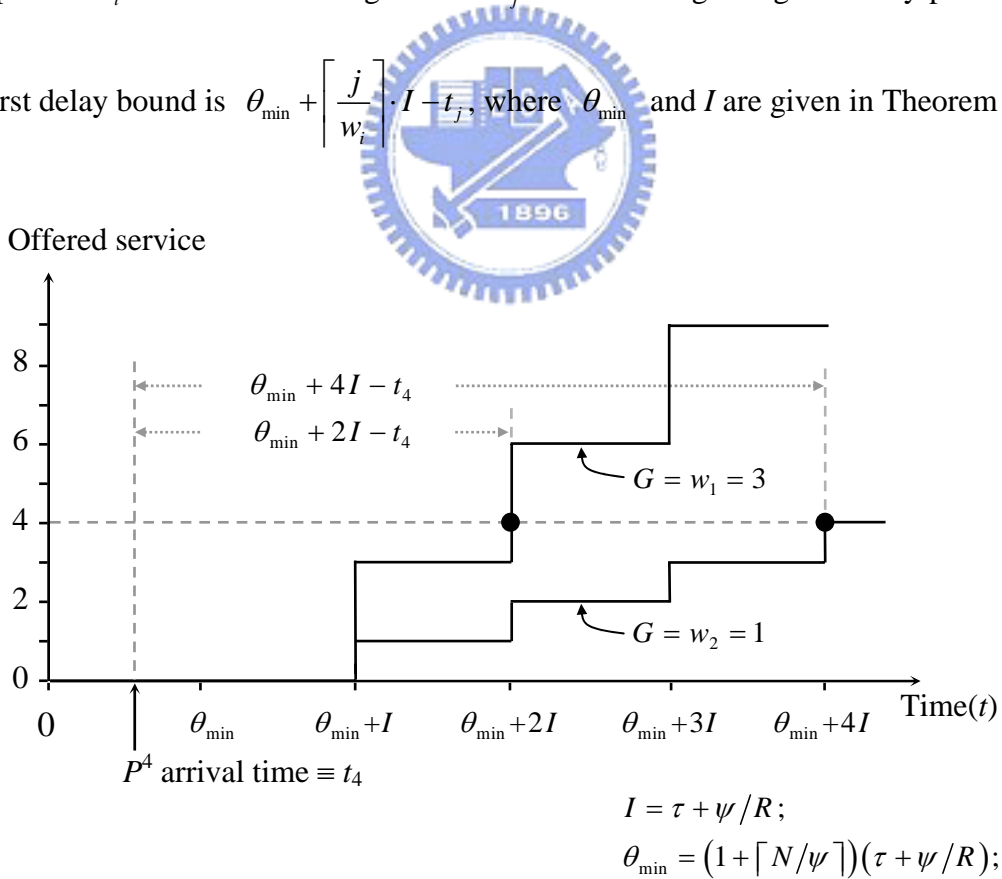 rst delay bound is θ_min + ⌈j/w_i⌉ · I − t_j, where θ_min and I are given in Theorem
1896
Offered service
8
6
4
2
0
θ_min + 4I − t_4
θ_min + 2I − t_4
G = w_1 = 3
G = w_2 = 1
0 θ_min θ_min+I θ_min+2I θ_min+3I θ_min+4I Time(t)
P^4 arrival time ≡ t_4
I = τ + ψ/R;
θ_min = (1+⌈N/ψ⌉)(τ + ψ/R);